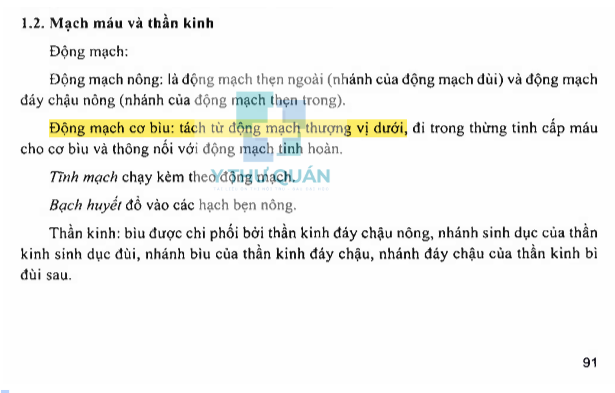 1.2. Mạch máu và thần kinh
Động mạch:
Động mạch nông: là động mạch thẹn ngoài (nhánh của động mạch đùi) và động mạch
đáy chậu nông (nhánh của động mạch thẹn trong).
Động mạch cơ bìu: tách từ động mạch thượng vị dưới, đi trong thừng tinh cấp máu
cho cơ bìu và thông nối với động mạch tinh hoàn.
Tĩnh mạch chạy kèm theo động mạch.
Y THƯ QUÁN
Bạch huyết đổ vào các hạch bẹn nông.
Thần kinh: bìu được chi phối bởi thần kinh đáy chậu nông, nhánh sinh dục của thần
kinh sinh dục đùi, nhánh bìu của thần kinh đáy chậu, nhánh đáy chậu của thần kinh bì
đùi sau.
91